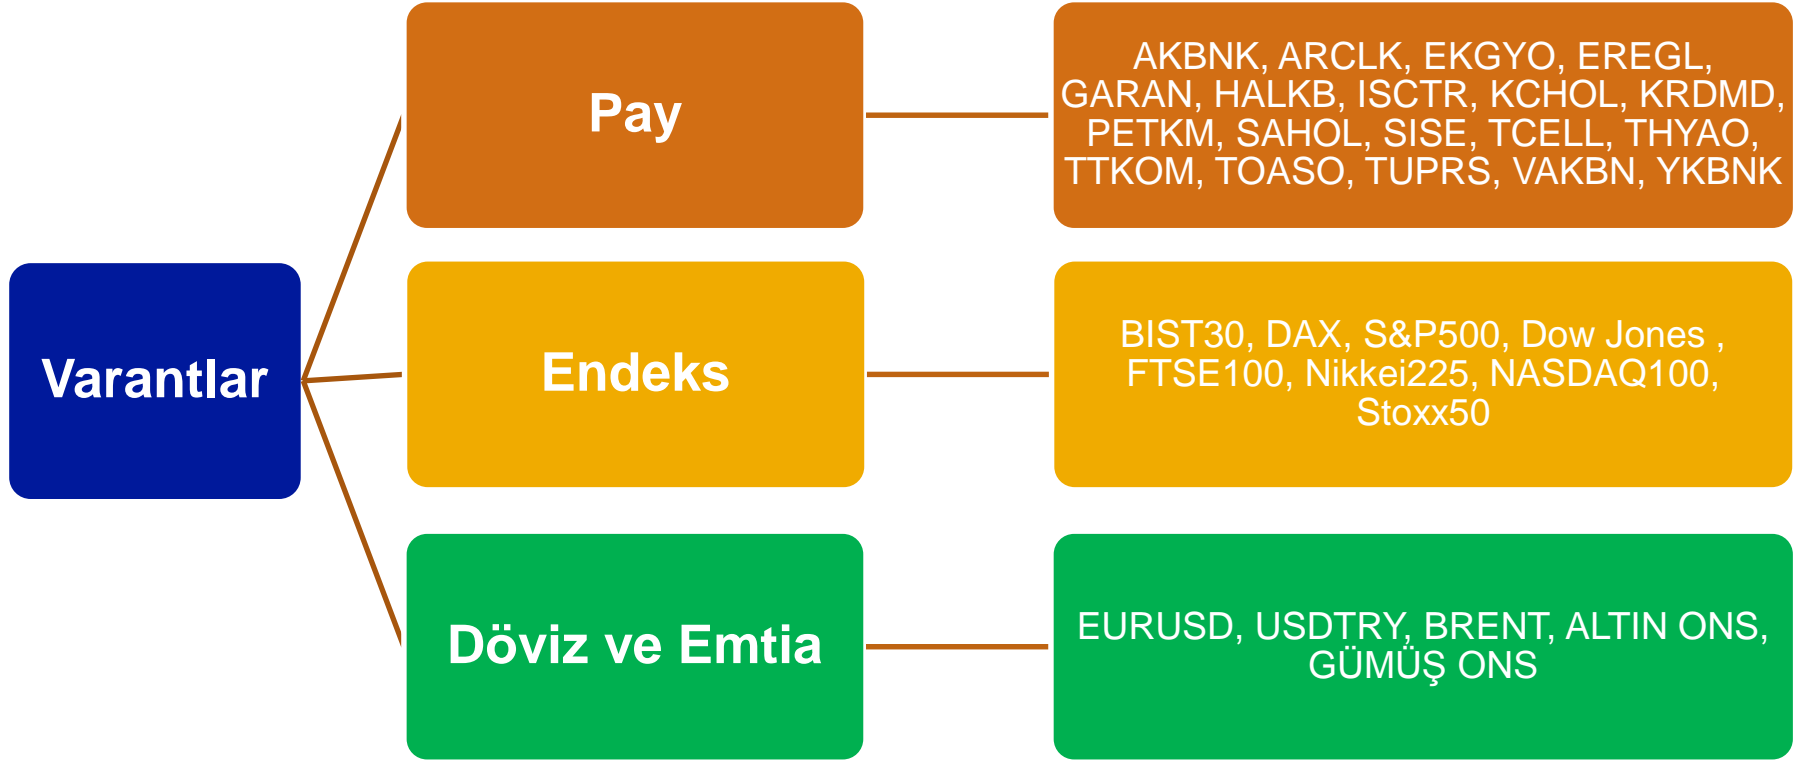 Varantlar
Pay
AKBNK, ARCLK, EKGYO, EREGL,
GARAN, HALKB, ISCTR, KCHOL, KRDMD,
PETKM, SAHOL, SISE, TCELL, THYAO,
TTKOM, TOASO, TUPRS, VAKBN, YKBNK
Endeks
BIST30, DAX, S&P500, Dow Jones ,
FTSE100, Nikkei225, NASDAQ100,
Stoxx50
Döviz ve Emtia
EURUSD, USDTRY, BRENT, ALTIN ONS,
GÜMÜŞ ONS